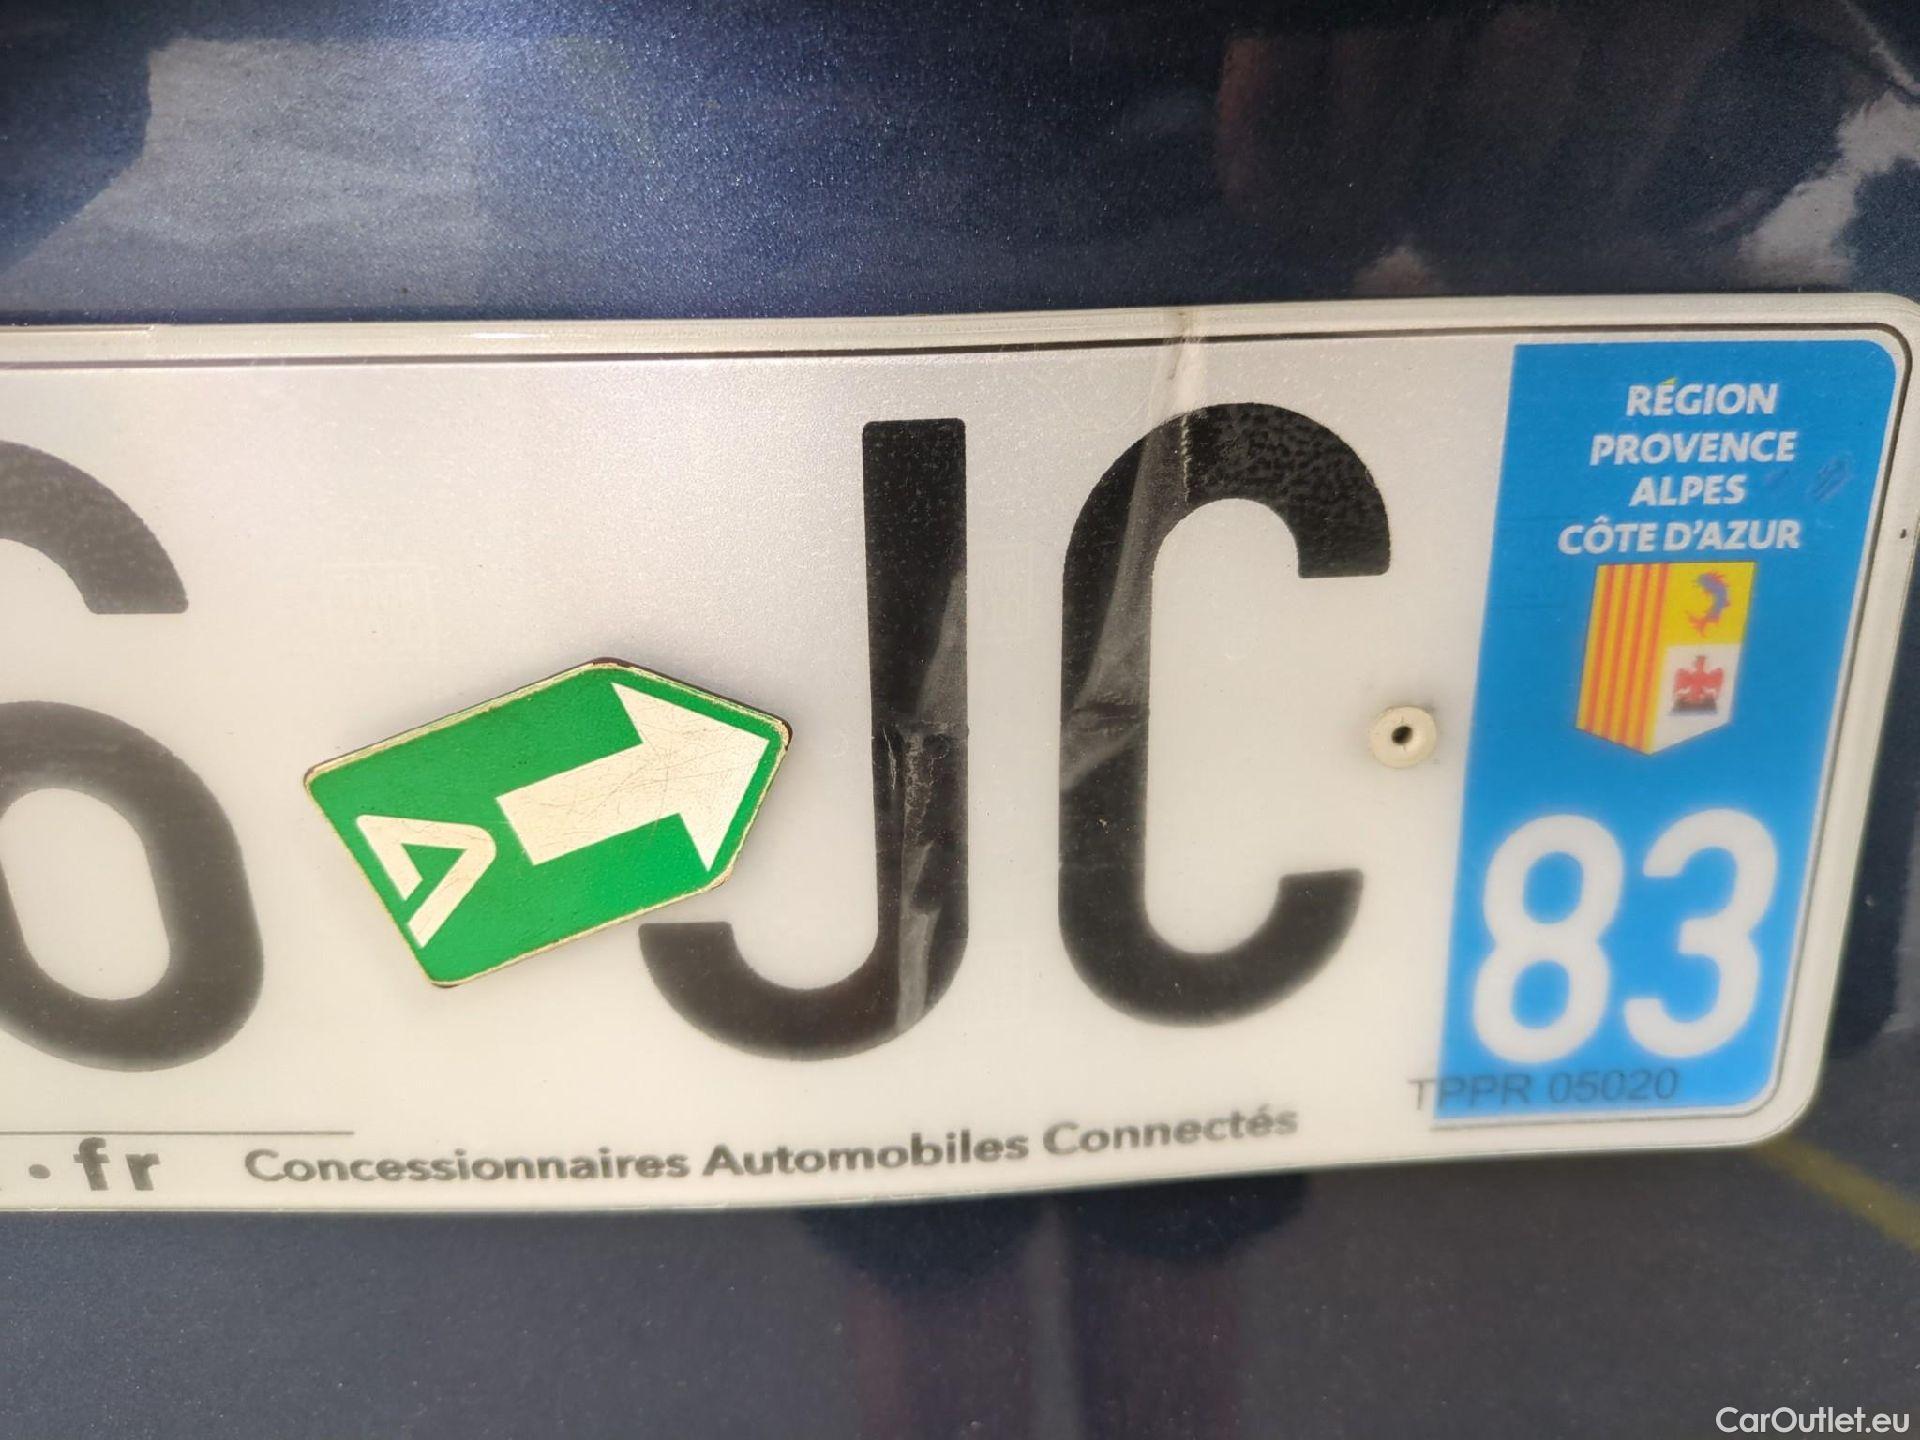 6 JC
RÉGION
PROVENCE
ALPES
CÔTE D'AZUR
83
TPPR 05020
.fr
Concessionnaires Automobiles Connectés
CarOutlet.eu